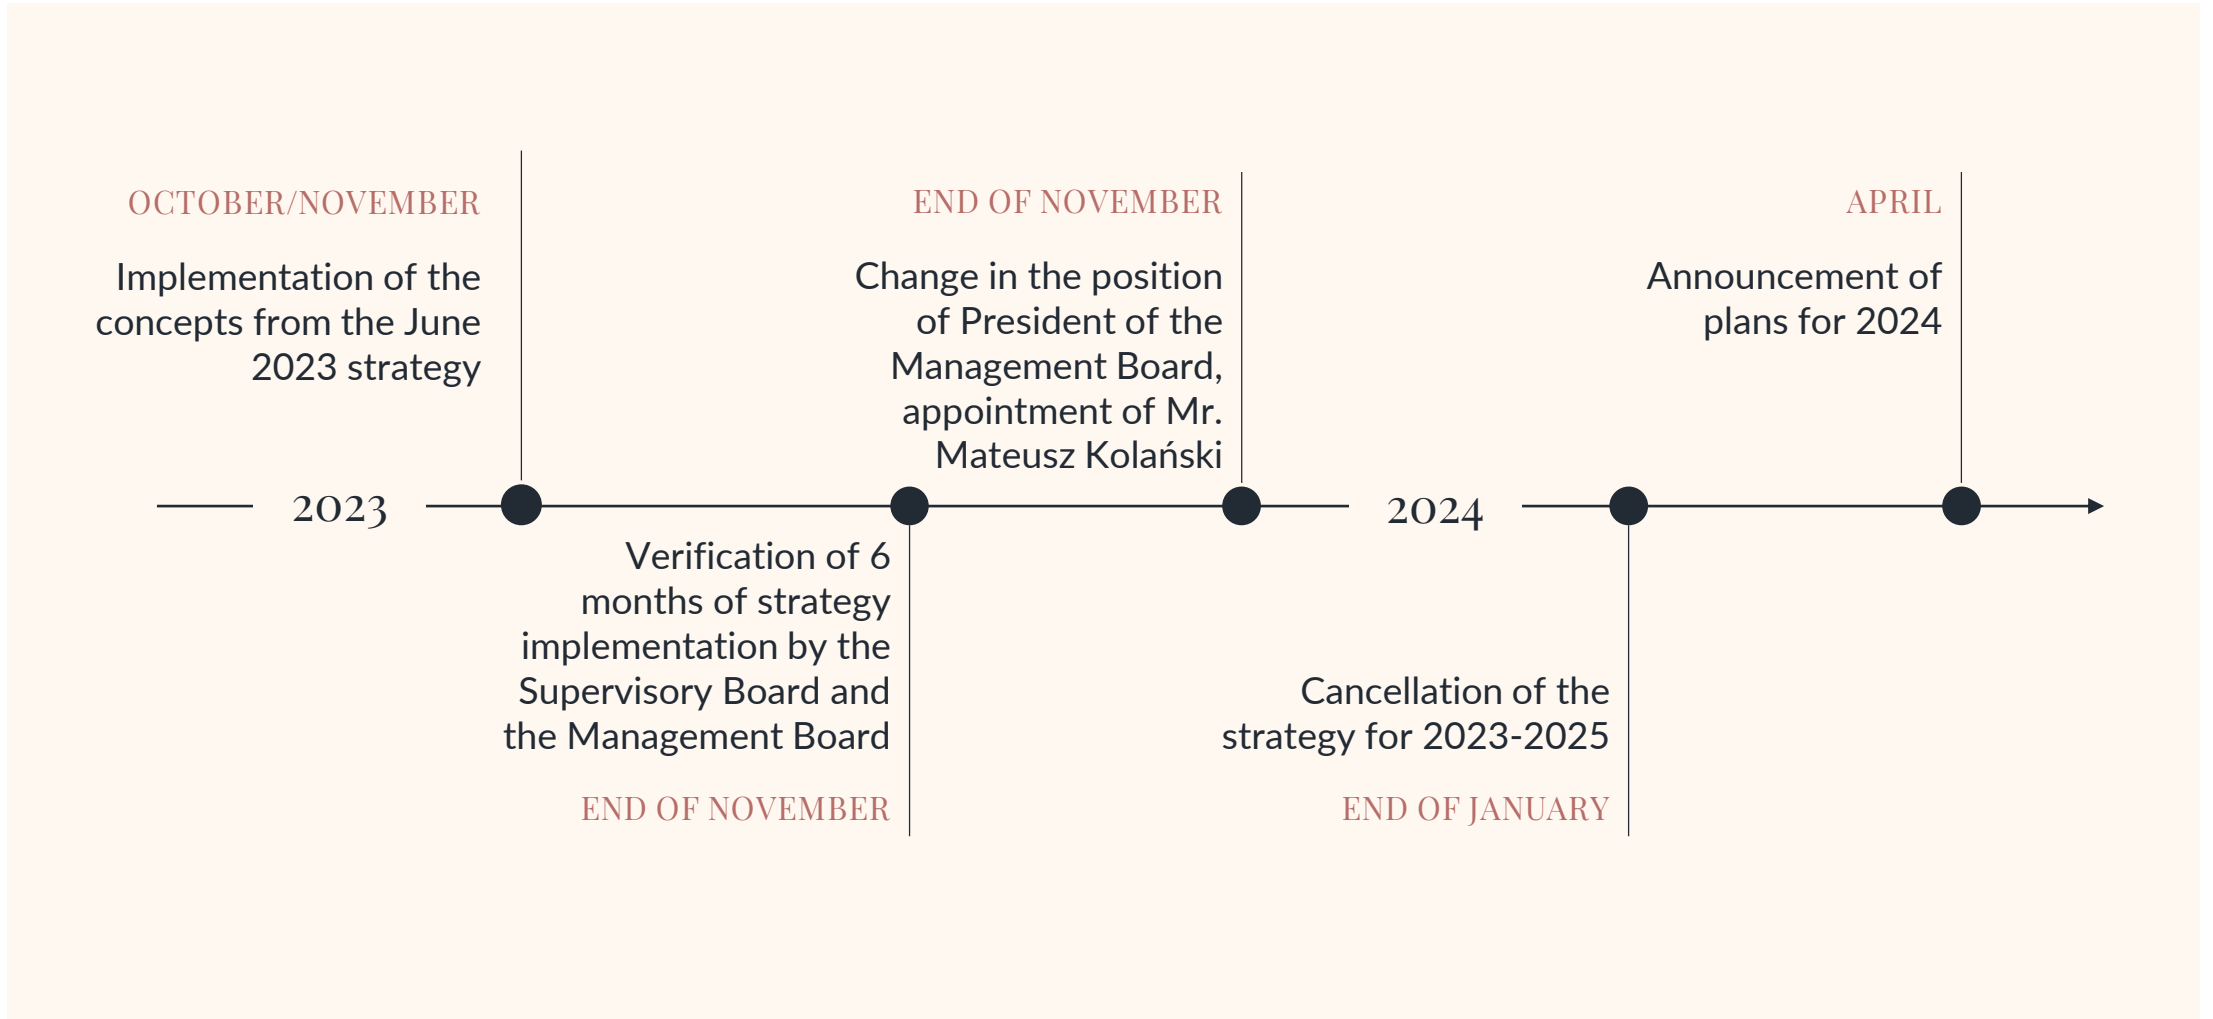 OCTOBER/NOVEMBER
Implementation of the
concepts from the June
2023 strategy
END OF NOVEMBER
Change in the position
of President of the
Management Board,
appointment of Mr.
Mateusz Kolański
APRIL
Announcement of
plans for 2024
2023
2024
Verification of 6
months of strategy
implementation by the
Supervisory Board and
the Management Board
END OF NOVEMBER
Cancellation of the
strategy for 2023-2025
END OF JANUARY